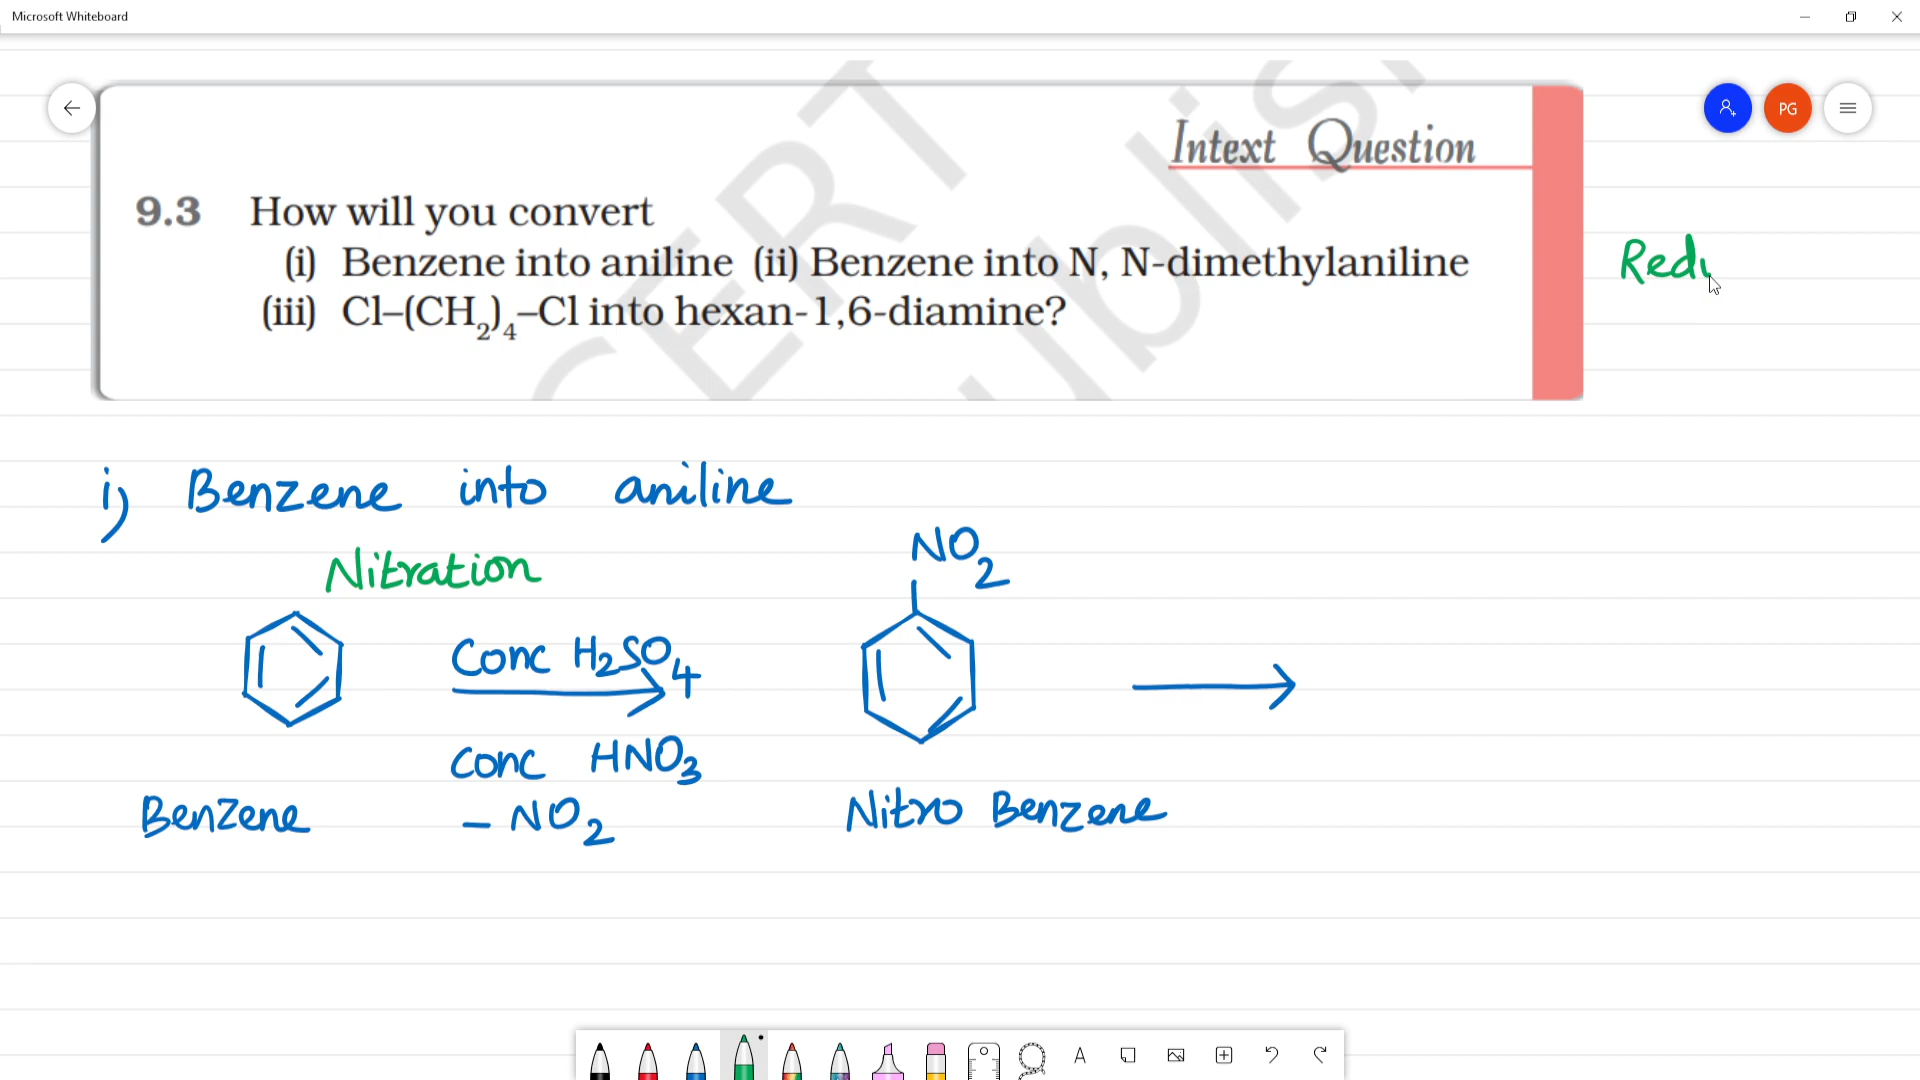 Microsoft Whiteboard
Intext Question
9.3 How will you convert
(i) Benzene into aniline (ii) Benzene into N, N-dimethylaniline
(iii) Cl–(CH₂)₄–Cl into hexan-1,6-diamine?
Redu
PG
i) Benzene into aniline
Nitration
NO₂
Conc H₂SO₄
Conc HNO₃
Benzene
– NO₂
Nitro Benzene
A